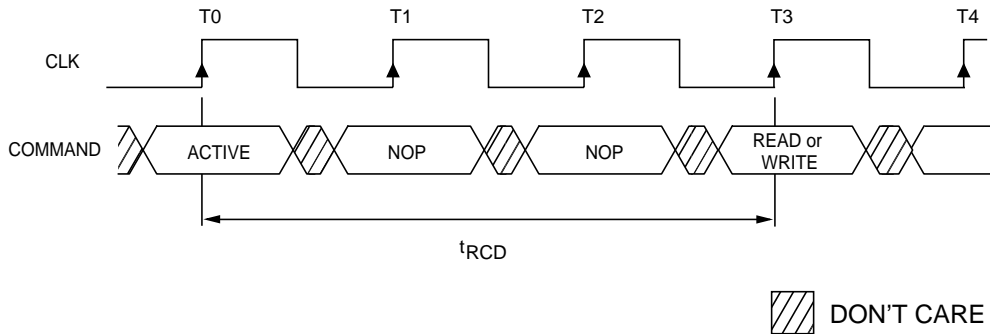 T0 T1 T2 T3 T4
CLK
COMMAND ACTIVE NOP NOP READ or
WRITE
tRCD
DON'T CARE